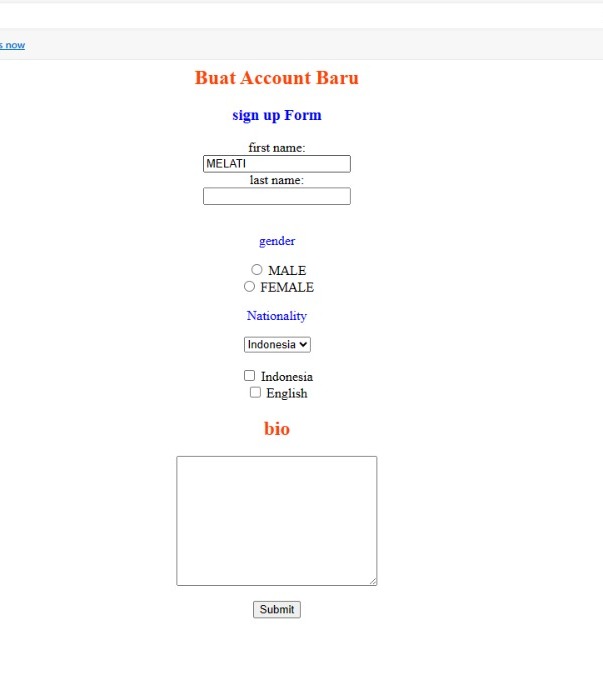 s now
Buat Account Baru
sign up Form
first name:
MELATI
last name:
gender
MALE
FEMALE
Nationality
Indonesia
Indonesia
English
bio
Submit